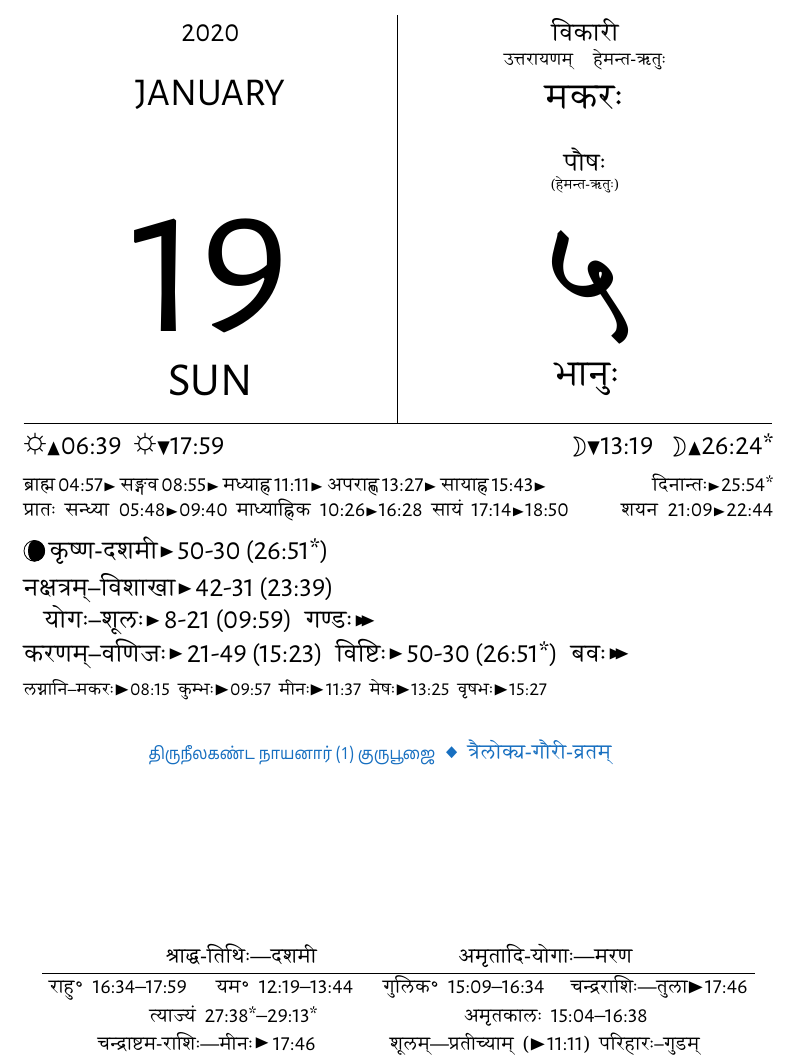 2020
JANUARY
19
SUN
विकारी
उत्तरायणम् हेमन्त-ऋतुः
मकरः
पौषः
(हेमन्त-ऋतुः)
५
भानुः
☼▲06:39 ☼▼17:59 ☽▼13:19 ☽▲26:24*
ब्राह्म 04:57► सङ्गव 08:55► मध्याह्न 11:11► अपराह्ण 13:27► सायाह्न 15:43► दिनान्तः►25:54*
प्रातः सन्ध्या 05:48►09:40 माध्याह्निक 10:26►16:28 सायं 17:14►18:50 शयन 21:09►22:44
कृष्ण-दशमी►50-30 (26:51*)
नक्षत्रम्–विशाखा►42-31 (23:39)
योगः–शूलः►8-21 (09:59) गण्डः►►
करणम्–वणिजः►21-49 (15:23) विष्टिः►50-30 (26:51*) बवः►►
लग्नानि–मकरः►08:15 कुम्भः►09:57 मीनः►11:37 मेषः►13:25 वृषभः►15:27
திருநீலகண்ட நாயனார் (1) குருபூஜை ◆ त्रैलोक्य-गौरी-व्रतम्
श्राद्ध-तिथिः—दशमी अमृतादि-योगाः—मरण
राहु॰ 16:34–17:59 यम॰ 12:19–13:44 गुलिक॰ 15:09–16:34 चन्द्रराशिः—तुला►17:46
त्याज्यं 27:38*–29:13* अमृतकालः 15:04–16:38
चन्द्राष्टम-राशिः—मीनः►17:46 शूलम्—प्रतीच्याम् (►11:11) परिहारः–गुडम्